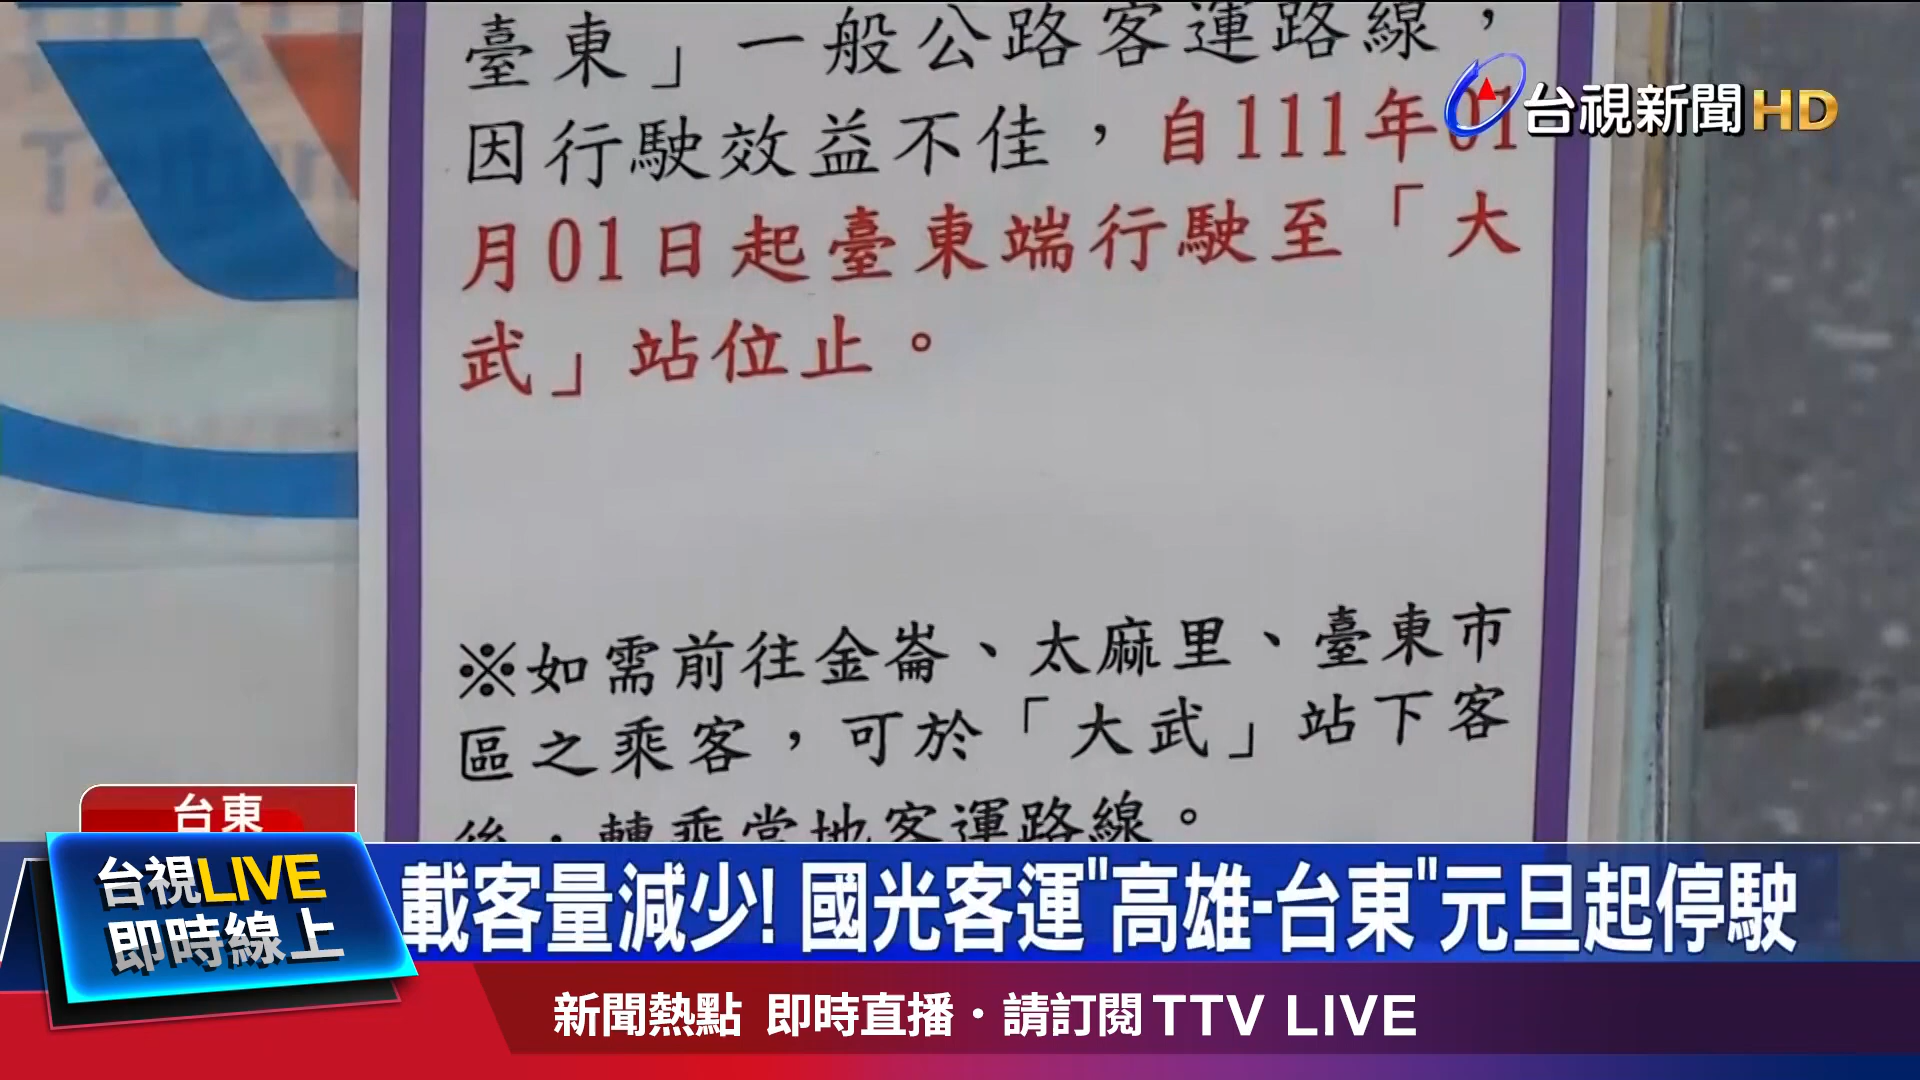 臺東」一般公路客運路線，
因行駛效益不佳，自111年01
月01日起臺東端行駛至「大
武」站位止。
※如需前往金崙、太麻里、臺東市
區之乘客，可於「大武」站下客
後，轉乘當地客運路線。
台視新聞HD
台東
台視LIVE
即時線上
載客量減少! 國光客運"高雄-台東"元旦起停駛
新聞熱點 即時直播・請訂閱TTV LIVE